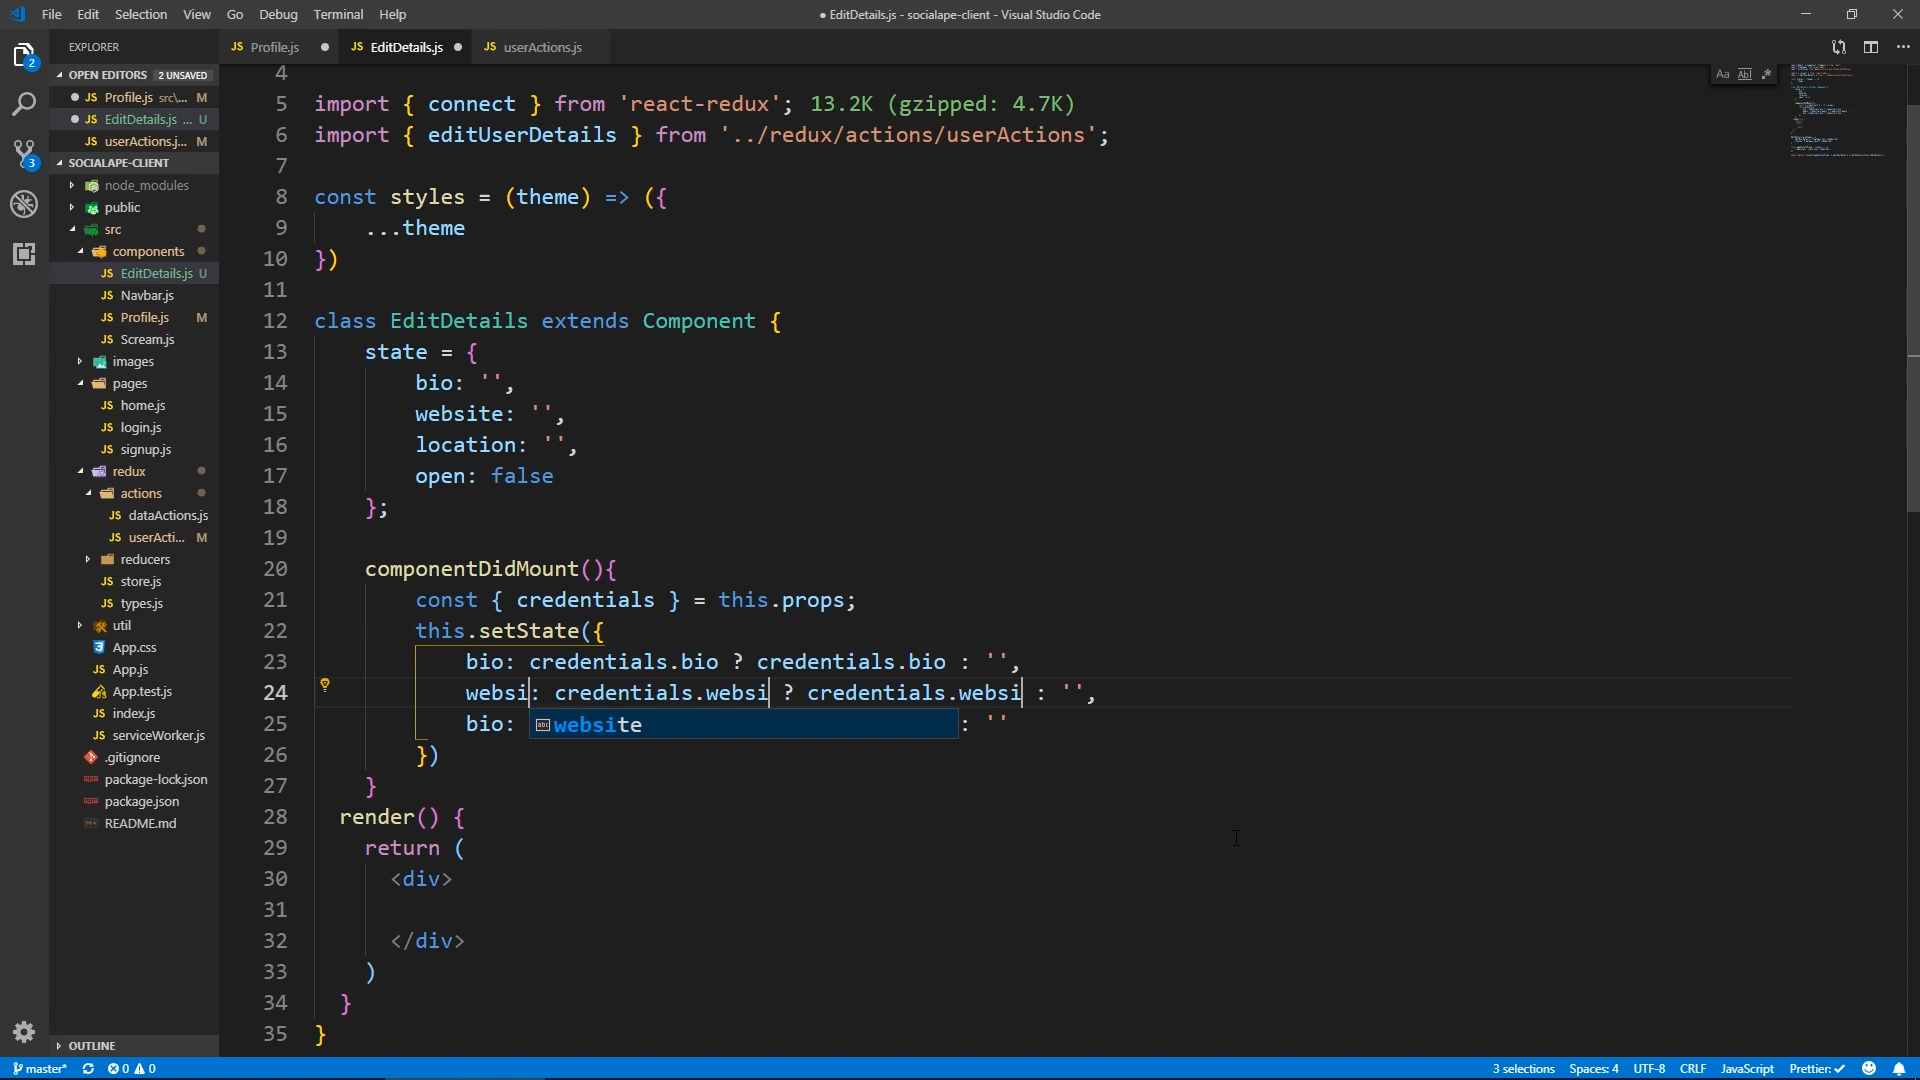 File Edit Selection View Go Debug Terminal Help
● EditDetails.js - socialape-client - Visual Studio Code
EXPLORER
JS Profile.js ● JS EditDetails.js ● JS userActions.js
OPEN EDITORS 2 UNSAVED
● JS Profile.js src\... M
● JS EditDetails.js ... U
JS userActions.j... M
SOCIALAPE-CLIENT
node_modules
public
src
components
JS EditDetails.js U
JS Navbar.js
JS Profile.js M
JS Scream.js
images
pages
JS home.js
JS login.js
JS signup.js
redux
actions
JS dataActions.js
JS userActi... M
reducers
JS store.js
JS types.js
util
App.css
JS App.js
App.test.js
JS index.js
JS serviceWorker.js
.gitignore
package-lock.json
package.json
README.md
OUTLINE
2
3
Aa Abl .*
4
5 import { connect } from 'react-redux'; 13.2K (gzipped: 4.7K)
6 import { editUserDetails } from '../redux/actions/userActions';
7
8 const styles = (theme) => ({
9 ...theme
10 })
11
12 class EditDetails extends Component {
13 state = {
14 bio: '',
15 website: '',
16 location: '',
17 open: false
18 };
19
20 componentDidMount(){
21 const { credentials } = this.props;
22 this.setState({
23 bio: credentials.bio ? credentials.bio : '',
24 websi: credentials.websi ? credentials.websi : '',
25 bio: website : ''
26 })
27 }
28 render() {
29 return (
30 <div>
31
32 </div>
33 )
34 }
35 }
master* 0 0 3 selections Spaces: 4 UTF-8 CRLF JavaScript Prettier: ✓